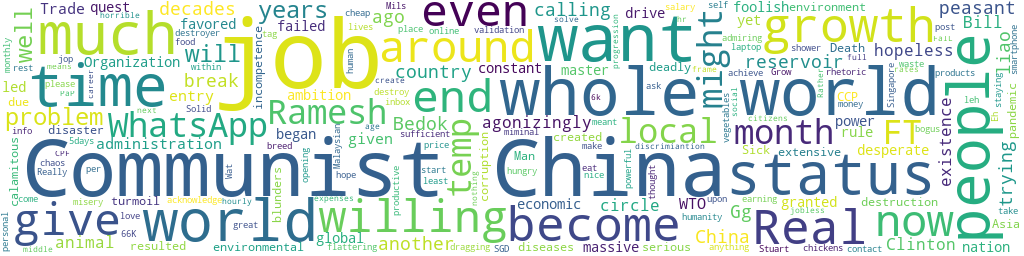 job
Communist China
whole world
status
world
much
want
growth
people
even
time
around
Real
become
give
willing
now
WhatsApp
Ramesh
end
local
might
month
FT
temp
problem
Well
Will
decades
years
ago
break
entry
Organization
Trade
quest
favored
failed
calling
drive
foolish
environment
yet
Bill
peasant
hopeless
liao
reservoir
Death
country
constant
master
deadly
Bedok
agonizingly
administration
given
began
ambition
led
due
calamitous
disaster
incompetence
power
rule
CCP
Singapore
existence
trying
pandemic
Clinton
nation
Asia
granted
destruction
desperate
Sick
extensive
WTO
economic
circle
Man
hungry
created
corruption
blunders
another
massive
serious
China
Gg
diseases
global
environmental
resulted
turmoil
animal
misery
acknowledge
flattering
dragging
SGD
expenses
productive
sufficient
miminal
discrimiantion
powerful
thought
humanity
Stuart
chickens
contact
jobless
earning
citizens
vegetables
social
shower
laptop
admiring
rhetoric
Rather
Grow
products
money
achieve
waste
rates
staying
smartphone
horrible
destroyer
food
cheap
lives
Mils
place
online
validation
solve
progression
salary
self
post
full
monthly
rest
please
means
career
within
human
create
destroy
inbox
tag
frame
ask
info
5days
Solid
next
age
price
meant
make
6k
chaos
Really
CPF
Wat
per
opening
breed
hope
Malaysian
start
least
nothing
eat
nice
upon
anything
come
love
66K
great
hourly
personal
middle
take
leh
bogus